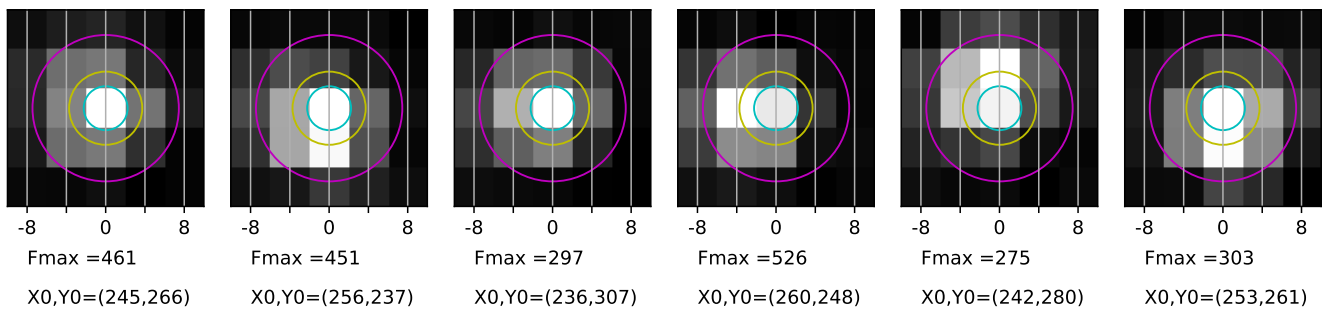 -8 0 8 -8 0 8 -8 0 8 -8 0 8 -8 0 8 -8 0 8
Fmax =461 Fmax =451 Fmax =297 Fmax =526 Fmax =275 Fmax =303
X0,Y0=(245,266) X0,Y0=(256,237) X0,Y0=(236,307) X0,Y0=(260,248) X0,Y0=(242,280) X0,Y0=(253,261)